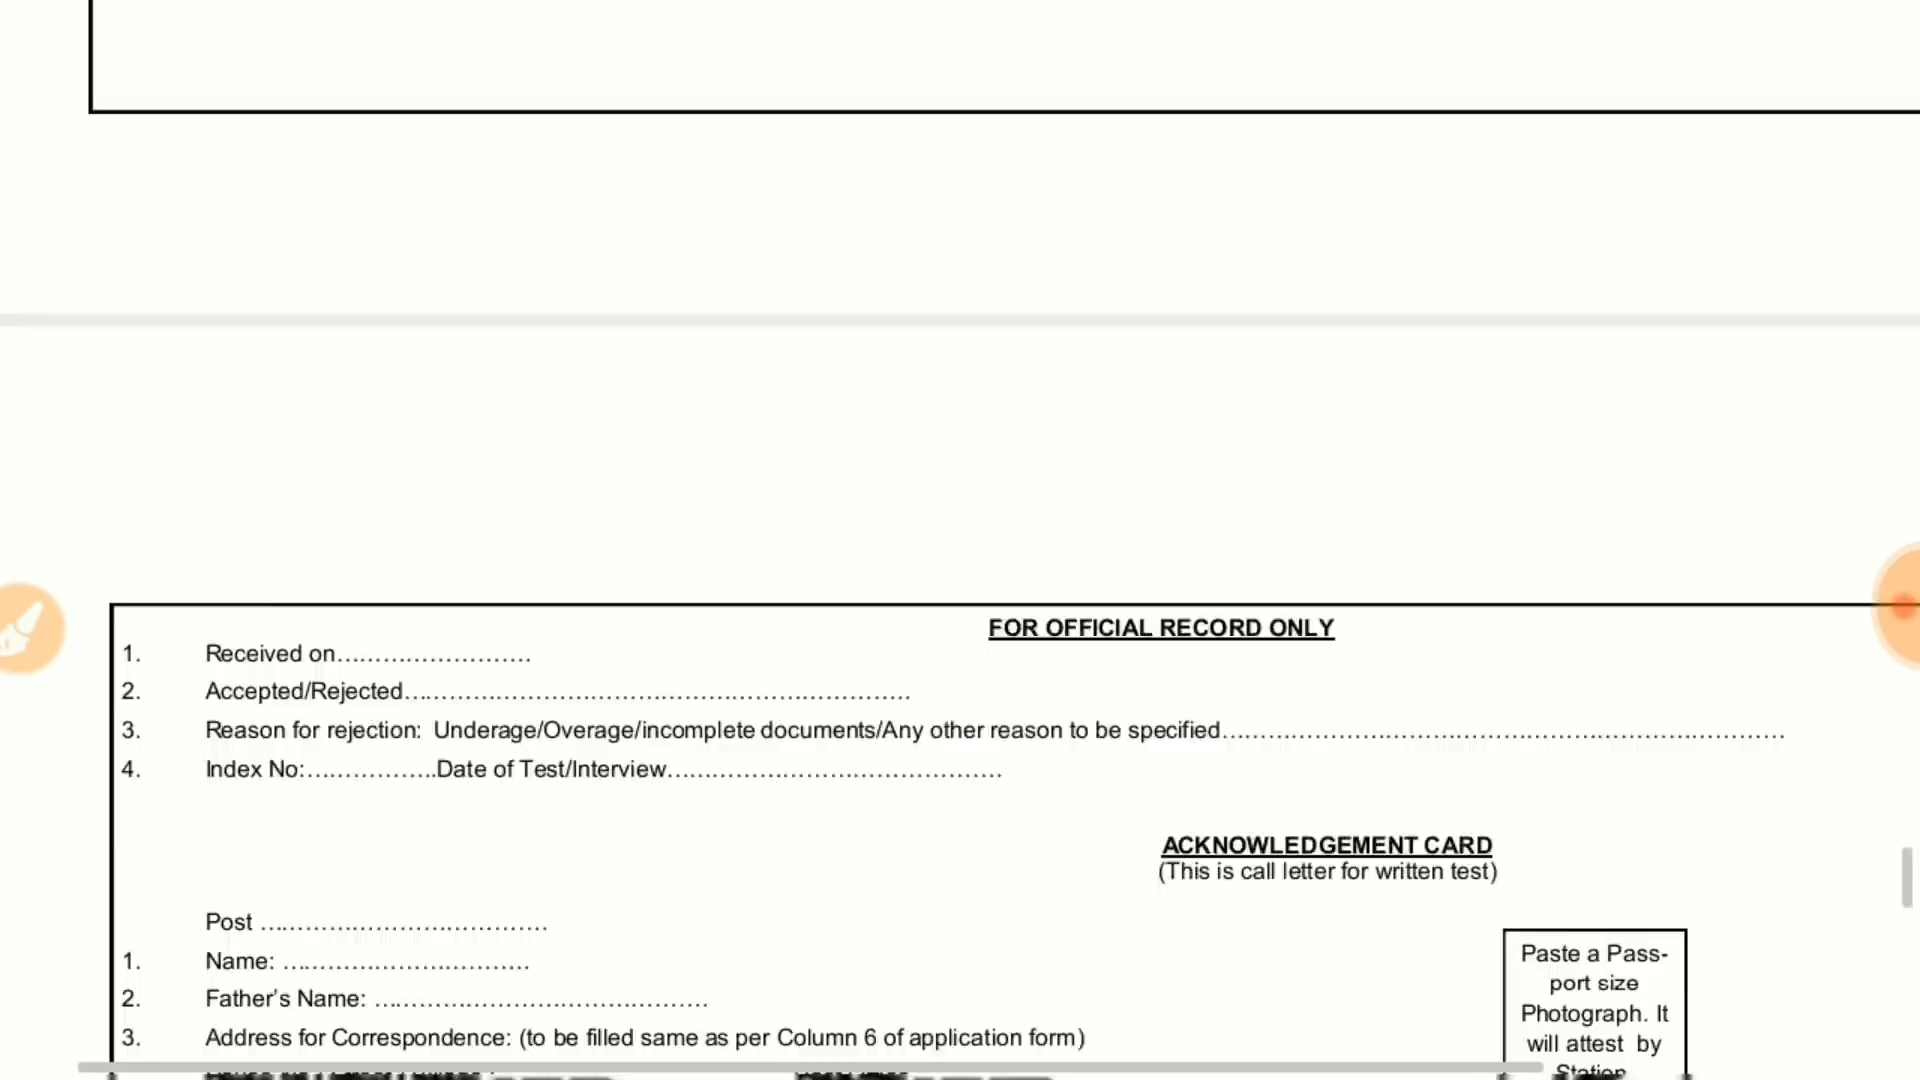 FOR OFFICIAL RECORD ONLY
1. Received on........................
2. Accepted/Rejected..................................................
3. Reason for rejection: Underage/Overage/incomplete documents/Any other reason to be specified........................................................
4. Index No:................Date of Test/Interview..................................
ACKNOWLEDGEMENT CARD
(This is call letter for written test)
Post .............................
1. Name: .........................
2. Father's Name: ..................................
3. Address for Correspondence: (to be filled same as per Column 6 of application form)
Paste a Pass-
port size
Photograph. It
will attest by
Station